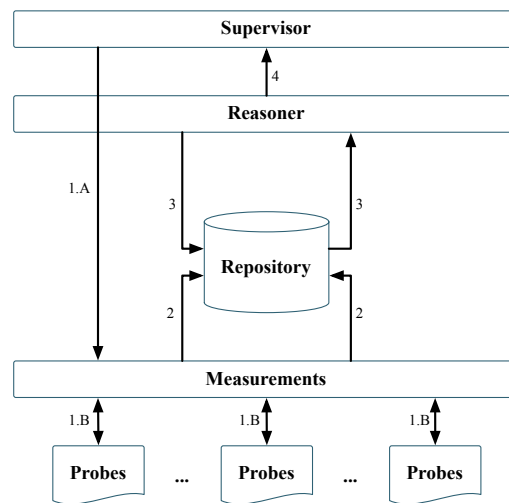 Supervisor
4
Reasoner
1.A
3
3
Repository
2
2
Measurements
1.B
1.B
1.B
Probes
...
Probes
...
Probes